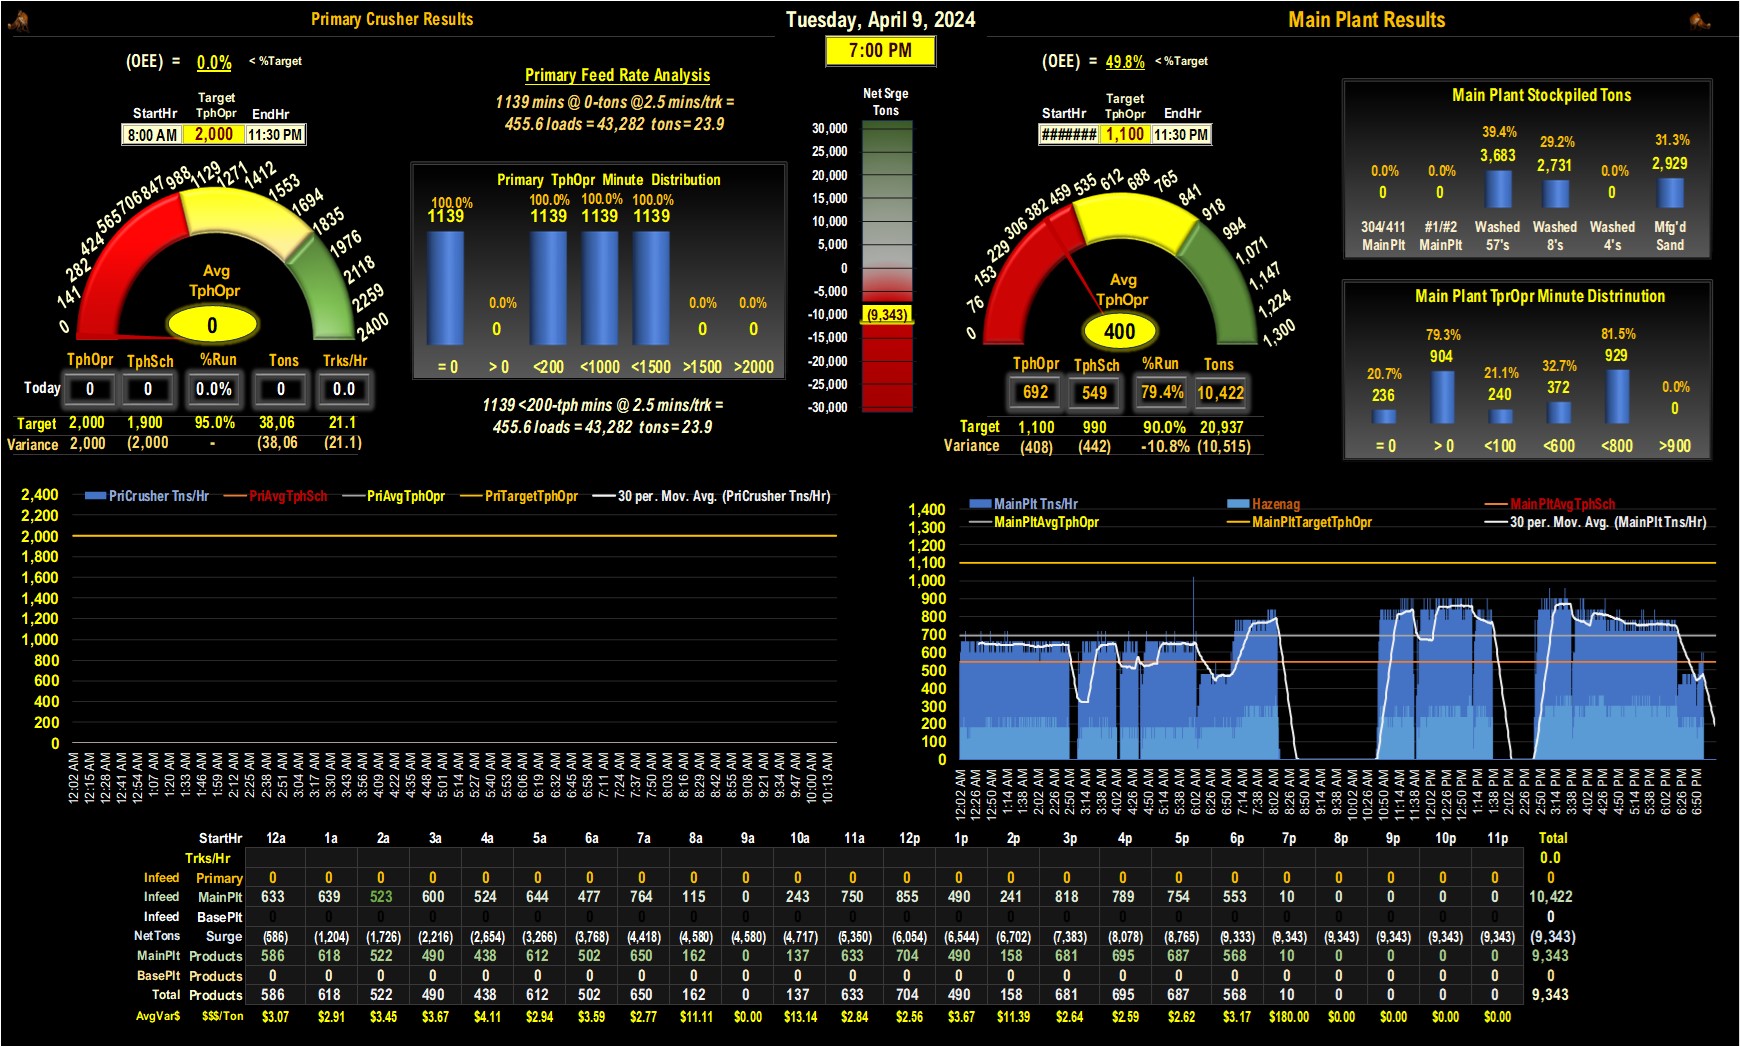 Primary Crusher Results
Tuesday, April 9, 2024
Main Plant Results
7:00 PM
(OEE) = 0.0% < %Target
StartHr Target TphOpr EndHr
8:00 AM 2,000 11:30 PM
0 141 282 424 565 706 847 988 1129 1271 1412 1553 1694 1835 1976 2118 2259 2400
Avg
TphOpr
0
TphOpr TphSch %Run Tons Trks/Hr
Today 0 0 0.0% 0 0.0
Target 2,000 1,900 95.0% 38,06 21.1
Variance 2,000 (2,000 - (38,06 (21.1)
Primary Feed Rate Analysis
1139 mins @ 0-tons @2.5 mins/trk =
455.6 loads = 43,282 tons = 23.9
Primary TphOpr Minute Distribution
100.0% 0.0% 100.0% 100.0% 100.0% 0.0% 0.0%
1139 0 1139 1139 1139 0 0
= 0 > 0 <200 <1000 <1500 >1500 >2000
1139 <200-tph mins @ 2.5 mins/trk =
455.6 loads = 43,282 tons = 23.9
Net Srge
Tons
30,000
25,000
20,000
15,000
10,000
5,000
0
-5,000
-10,000
(9,343)
-15,000
-20,000
-25,000
-30,000
(OEE) = 49.8% < %Target
StartHr Target TphOpr EndHr
####### 1,100 11:30 PM
0 76 153 229 306 382 459 535 612 688 765 841 918 994 1,071 1,147 1,224 1,300
Avg
TphOpr
400
TphOpr TphSch %Run Tons
692 549 79.4% 10,422
Target 1,100 990 90.0% 20,937
Variance (408) (442) -10.8% (10,515)
Main Plant Stockpiled Tons
0.0% 0.0% 39.4% 29.2% 0.0% 31.3%
0 0 3,683 2,731 0 2,929
304/411 #1/#2 Washed Washed Washed Mfg'd
MainPlt MainPlt 57's 8's 4's Sand
Main Plant TprOpr Minute Distrinution
20.7% 79.3% 21.1% 32.7% 81.5% 0.0%
236 904 240 372 929 0
= 0 > 0 <100 <600 <800 >900
PriCrusher Tns/Hr PriAvgTphSch PriAvgTphOpr PriTargetTphOpr 30 per. Mov. Avg. (PriCrusher Tns/Hr)
2,400
2,200
2,000
1,800
1,600
1,400
1,200
1,000
800
600
400
200
0
12:02 AM 12:15 AM 12:28 AM 12:41 AM 12:54 AM 1:07 AM 1:20 AM 1:33 AM 1:46 AM 1:59 AM 2:12 AM 2:25 AM 2:38 AM 2:51 AM 3:04 AM 3:17 AM 3:30 AM 3:43 AM 3:56 AM 4:09 AM 4:22 AM 4:35 AM 4:48 AM 5:01 AM 5:14 AM 5:27 AM 5:40 AM 5:53 AM 6:06 AM 6:19 AM 6:32 AM 6:45 AM 6:58 AM 7:11 AM 7:24 AM 7:37 AM 7:50 AM 8:03 AM 8:16 AM 8:29 AM 8:42 AM 8:55 AM 9:08 AM 9:21 AM 9:34 AM 9:47 AM 10:00 AM 10:13 AM
MainPlt Tns/Hr Hazenag MainPltAvgTphSch
MainPltAvgTphOpr MainPltTargetTphOpr 30 per. Mov. Avg. (MainPlt Tns/Hr)
1,400
1,300
1,200
1,100
1,000
900
800
700
600
500
400
300
200
100
0
12:02 AM 12:26 AM 12:50 AM 1:14 AM 1:38 AM 2:02 AM 2:26 AM 2:50 AM 3:14 AM 3:38 AM 4:02 AM 4:26 AM 4:50 AM 5:14 AM 5:38 AM 6:02 AM 6:26 AM 6:50 AM 7:14 AM 7:38 AM 8:02 AM 8:26 AM 8:50 AM 9:14 AM 9:38 AM 10:02 AM 10:26 AM 10:50 AM 11:14 AM 11:38 AM 12:02 PM 12:26 PM 12:50 PM 1:14 PM 1:38 PM 2:02 PM 2:26 PM 2:50 PM 3:14 PM 3:38 PM 4:02 PM 4:26 PM 4:50 PM 5:14 PM 5:38 PM 6:02 PM 6:26 PM 6:50 PM
StartHr 12a 1a 2a 3a 4a 5a 6a 7a 8a 9a 10a 11a 12p 1p 2p 3p 4p 5p 6p 7p 8p 9p 10p 11p Total
Trks/Hr 0.0
Infeed Primary 0 0 0 0 0 0 0 0 0 0 0 0 0 0 0 0 0 0 0 0 0 0 0 0 0
Infeed MainPlt 633 639 523 600 524 644 477 764 115 0 243 750 855 490 241 818 789 754 553 10 0 0 0 0 10,422
Infeed BasePlt 0 0 0 0 0 0 0 0 0 0 0 0 0 0 0 0 0 0 0 0 0 0 0 0 0
NetTons Surge (586) (1,204) (1,726) (2,216) (2,654) (3,266) (3,768) (4,418) (4,580) (4,580) (4,717) (5,350) (6,054) (6,544) (6,702) (7,383) (8,078) (8,765) (9,333) (9,343) (9,343) (9,343) (9,343) (9,343) (9,343)
MainPlt Products 586 618 522 490 438 612 502 650 162 0 137 633 704 490 158 681 695 687 568 10 0 0 0 0 9,343
BasePlt Products 0 0 0 0 0 0 0 0 0 0 0 0 0 0 0 0 0 0 0 0 0 0 0 0 0
Total Products 586 618 522 490 438 612 502 650 162 0 137 633 704 490 158 681 695 687 568 10 0 0 0 0 9,343
AvgVar$ $$$/Ton $3.07 $2.91 $3.45 $3.67 $4.11 $2.94 $3.59 $2.77 $11.11 $0.00 $13.14 $2.84 $2.56 $3.67 $11.39 $2.64 $2.59 $2.62 $3.17 $180.00 $0.00 $0.00 $0.00 $0.00